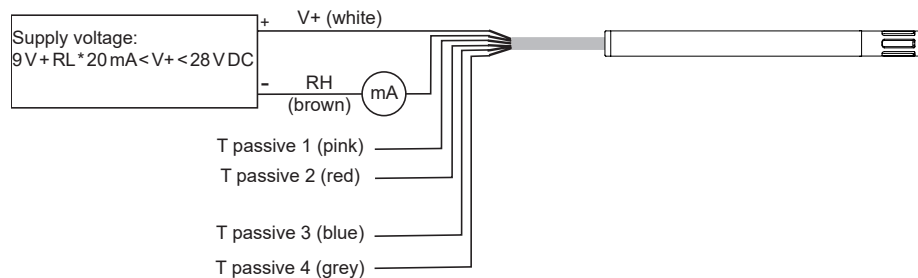 + V+ (white)
Supply voltage:
9 V + RL * 20 mA < V+ < 28 V DC
- RH
(brown)
mA
T passive 1 (pink)
T passive 2 (red)
T passive 3 (blue)
T passive 4 (grey)